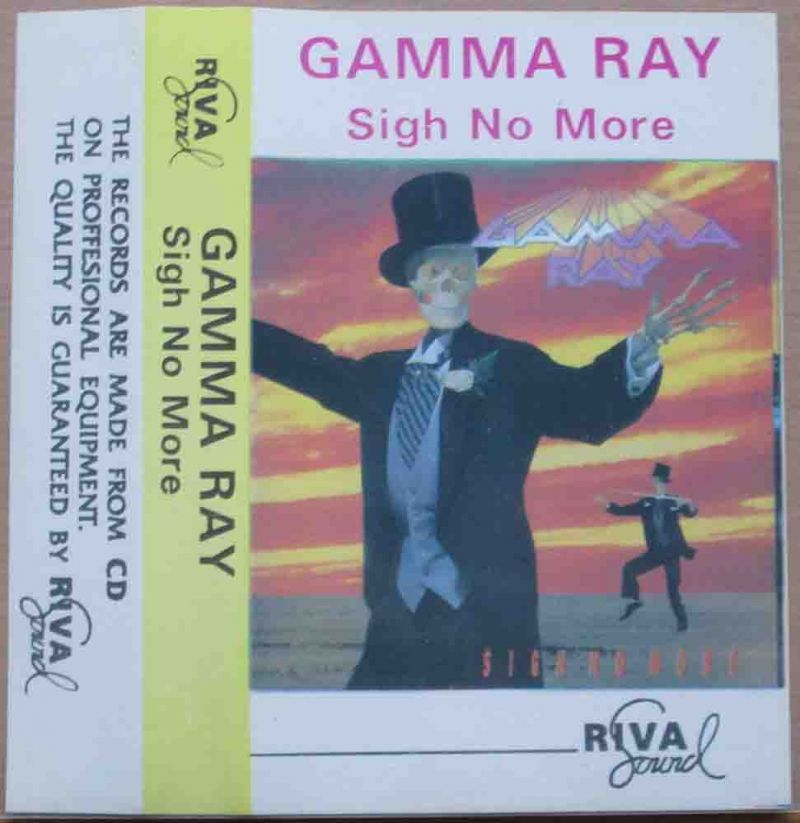 GAMMA RAY
Sigh No More
GAMMA
RAY
SIGH NO MORE
RIVA
Sound
RIVA
Sound
GAMMA RAY
Sigh No More
THE RECORDS ARE MADE FROM CD
ON PROFFESIONAL EQUIPMENT.
THE QUALITY IS GUARANTEED BY RIVA
Sound